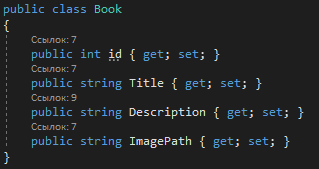 public class Book
{
Ссылок: 7
public int id { get; set; }
Ссылок: 7
public string Title { get; set; }
Ссылок: 9
public string Description { get; set; }
Ссылок: 7
public string ImagePath { get; set; }
}